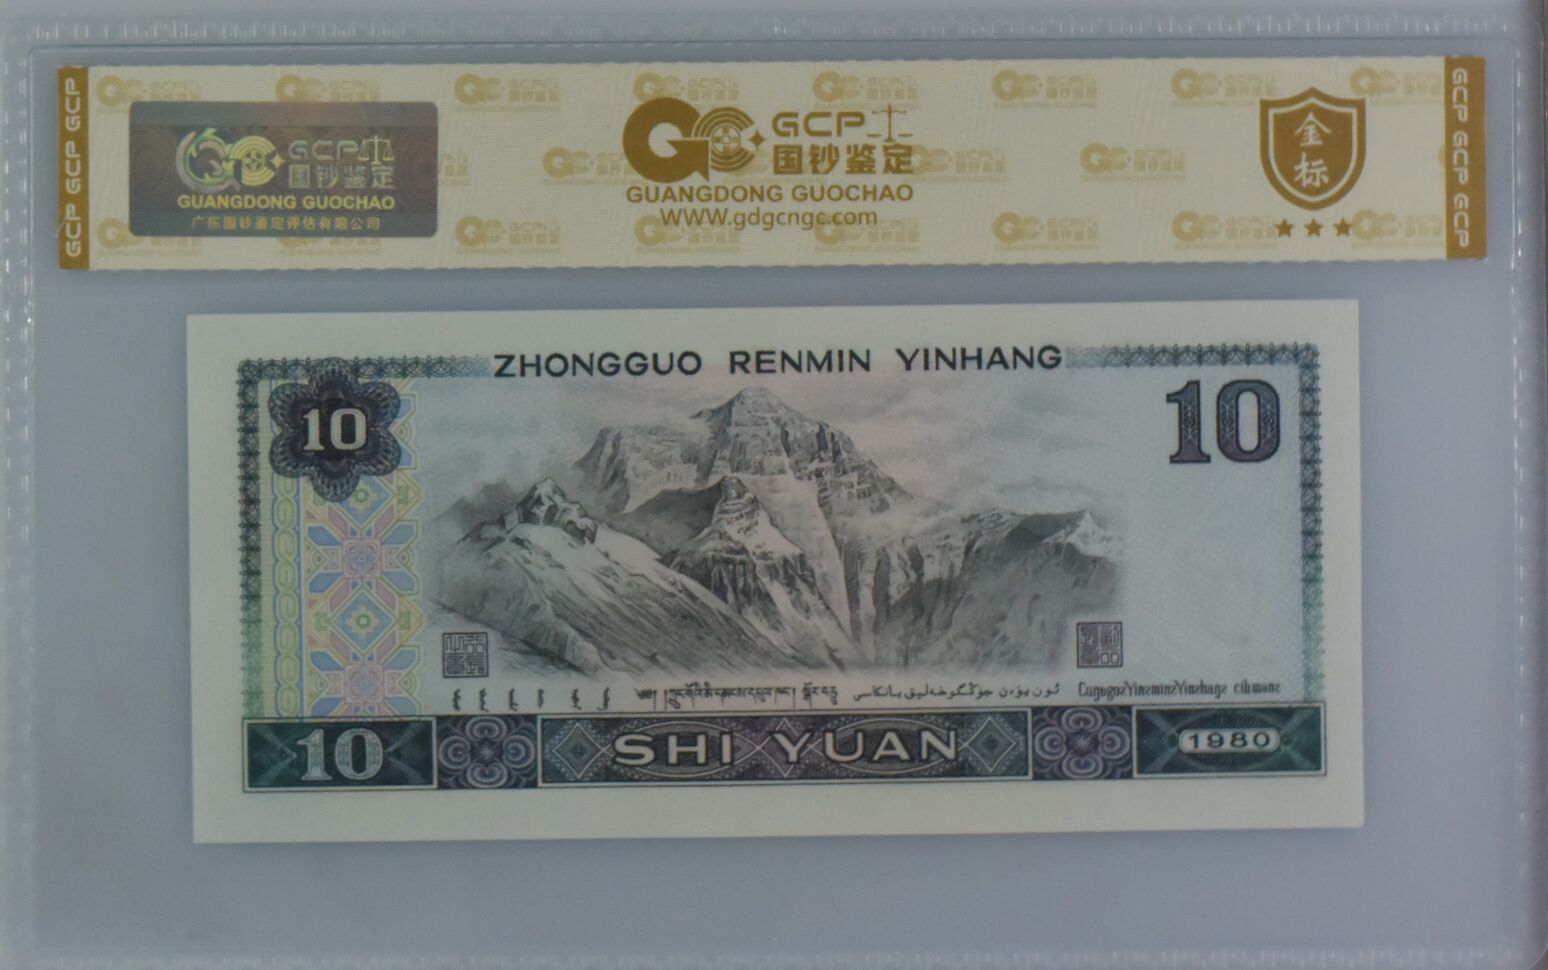 GCP GCP GCP
GCP
国钞鉴定
GUANGDONG GUOCHAO
广东国钞鉴定评估有限公司
GCP
国钞鉴定
GUANGDONG GUOCHAO
WWW.gdgcngc.com
金标
GCP GCP GCP
ZHONGGUO RENMIN YINHANG
10
10
10
SHI YUAN
1980